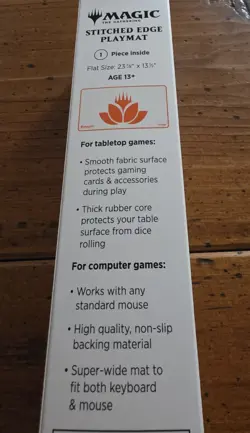 MAGIC
THE GATHERING
STITCHED EDGE
PLAYMAT
1 Piece inside
Flat Size: 23⅝" × 13½"
AGE 13+
For tabletop games:
• Smooth fabric surface
protects gaming
cards & accessories
during play
• Thick rubber core
protects your table
surface from dice
rolling
For computer games:
• Works with any
standard mouse
• High quality, non-slip
backing material
• Super-wide mat to
fit both keyboard
& mouse